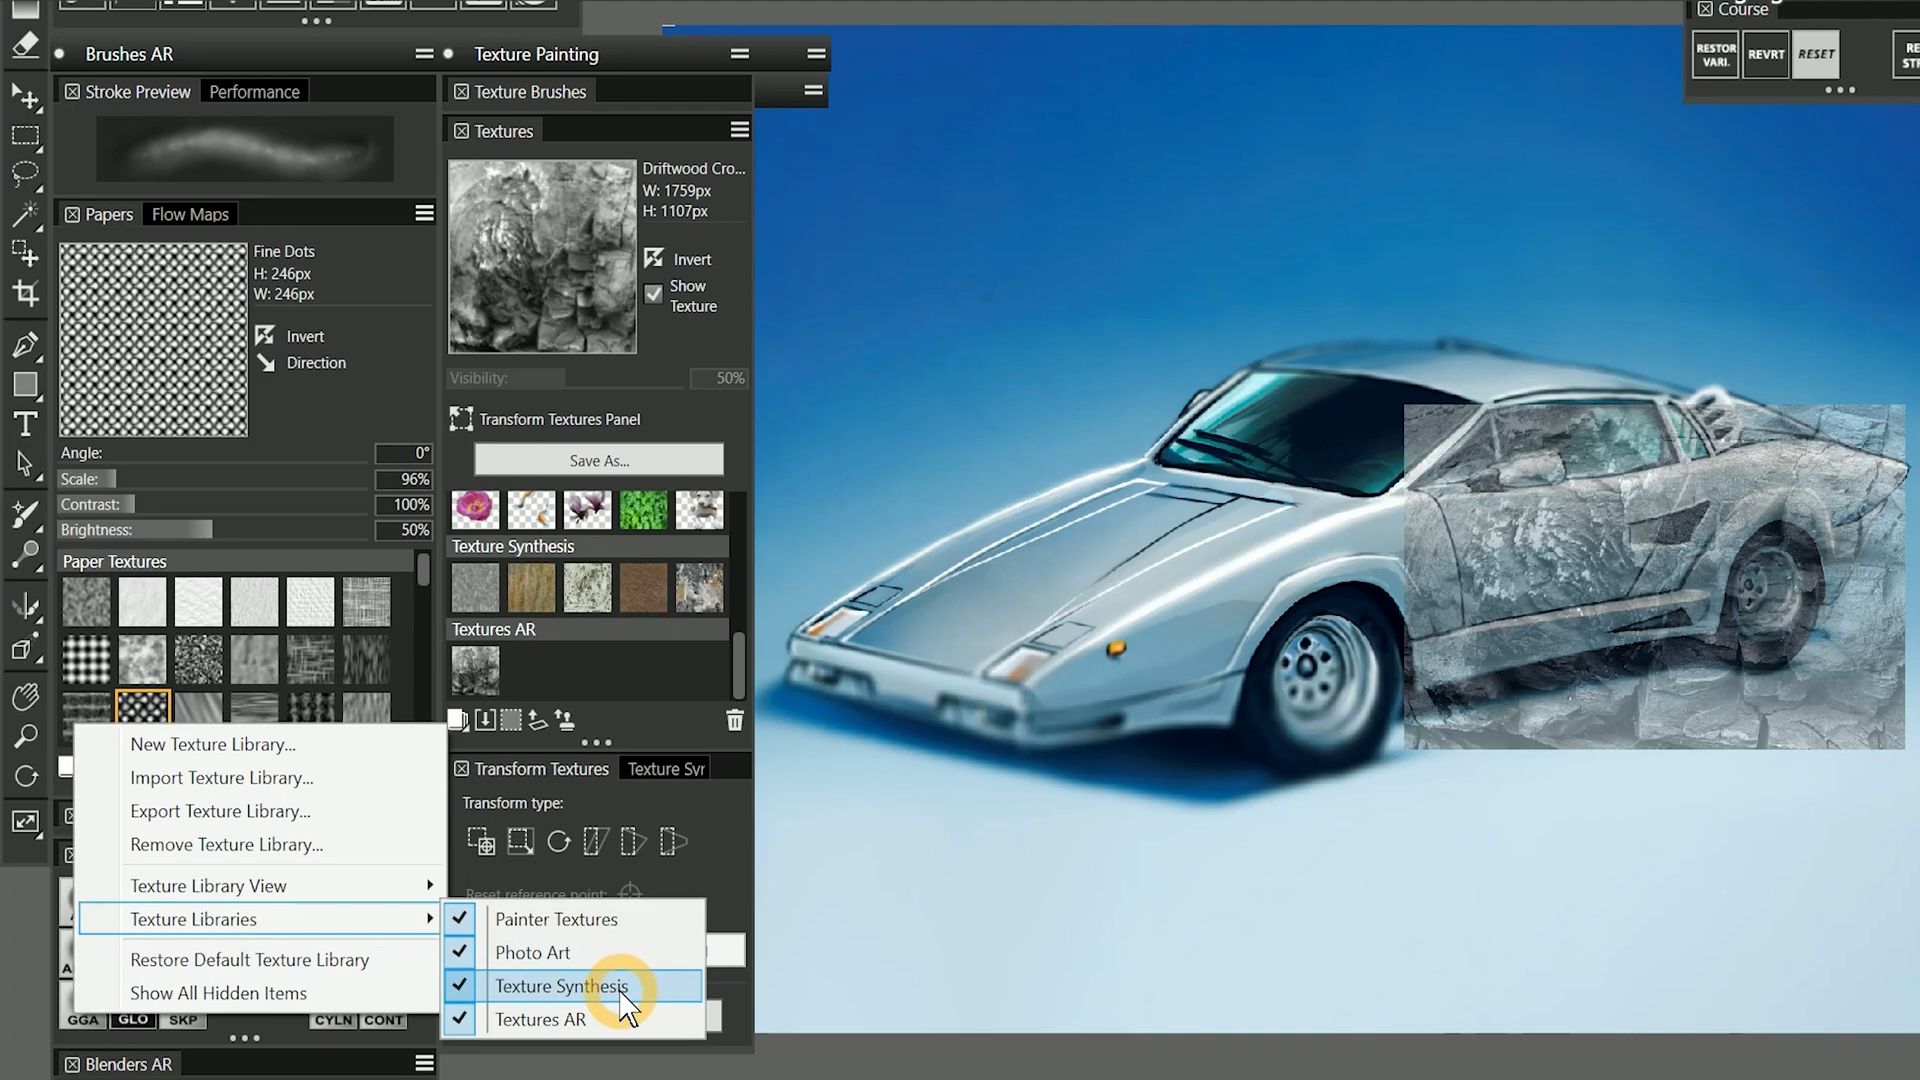 Course
RESTOR
VARI.
REVRT
RESET
Brushes AR
Texture Painting
Stroke Preview
Performance
Texture Brushes
Textures
Papers
Flow Maps
Driftwood Cro...
W: 1759px
H: 1107px
Invert
Show
Texture
Fine Dots
H: 246px
W: 246px
Invert
Direction
Visibility:
50%
Transform Textures Panel
Save As...
Angle:
0°
Scale:
96%
Contrast:
100%
Brightness:
50%
Paper Textures
Texture Synthesis
Textures AR
Transform Textures
Texture Syr
Transform type:
Reset reference point:
New Texture Library...
Import Texture Library...
Export Texture Library...
Remove Texture Library...
Texture Library View
Texture Libraries
Restore Default Texture Library
Show All Hidden Items
Painter Textures
Photo Art
Texture Synthesis
Textures AR
GGA
GLO
SKP
CYLN
CONT
Blenders AR